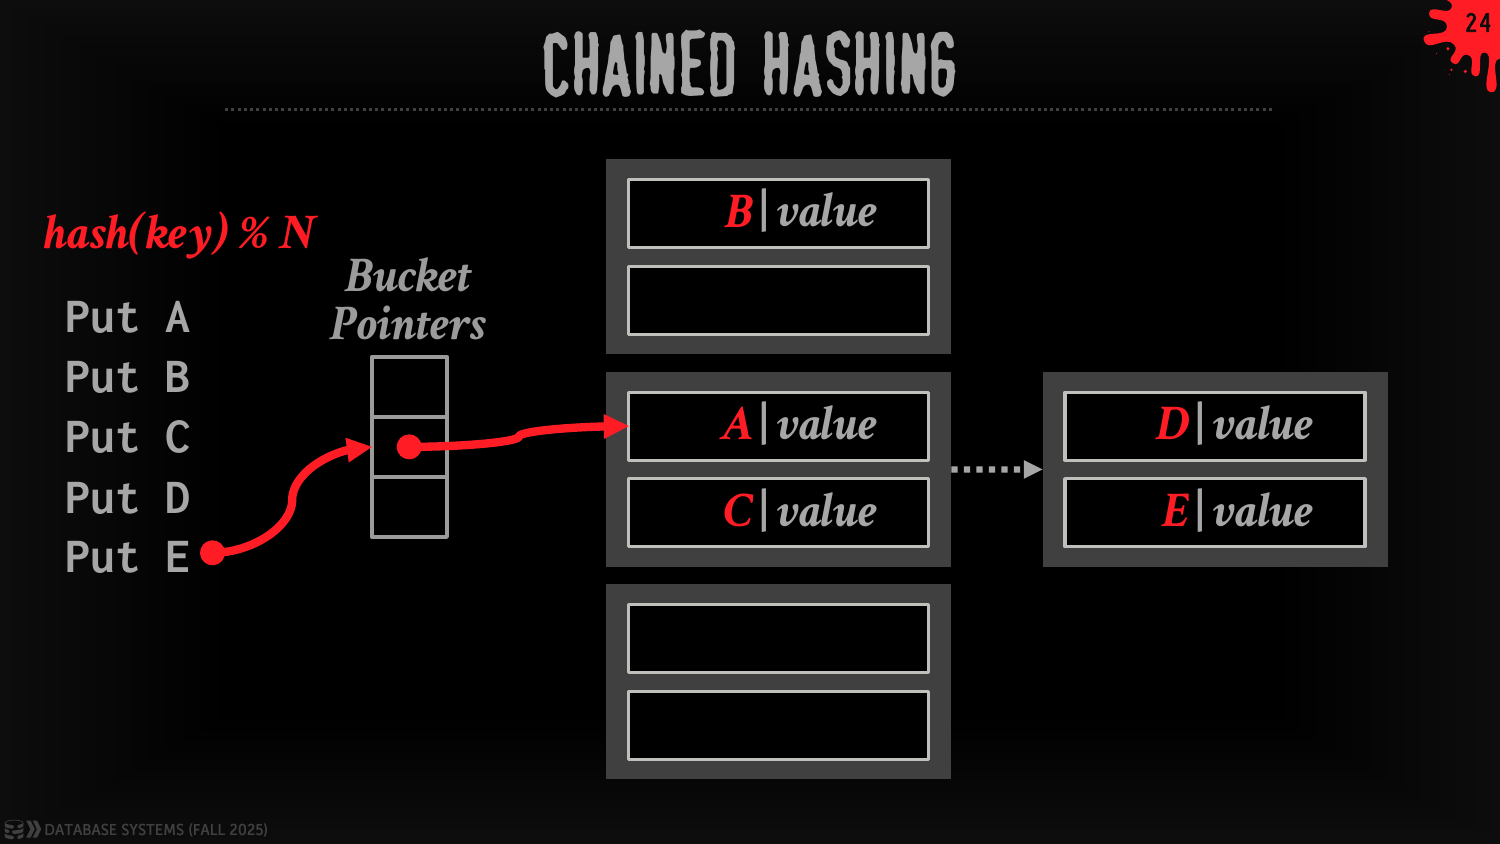 CHAINED HASHING
24
hash(key) % N
Put A
Put B
Put C
Put D
Put E
Bucket
Pointers
B|value
A|value
C|value
D|value
E|value
DATABASE SYSTEMS (FALL 2025)